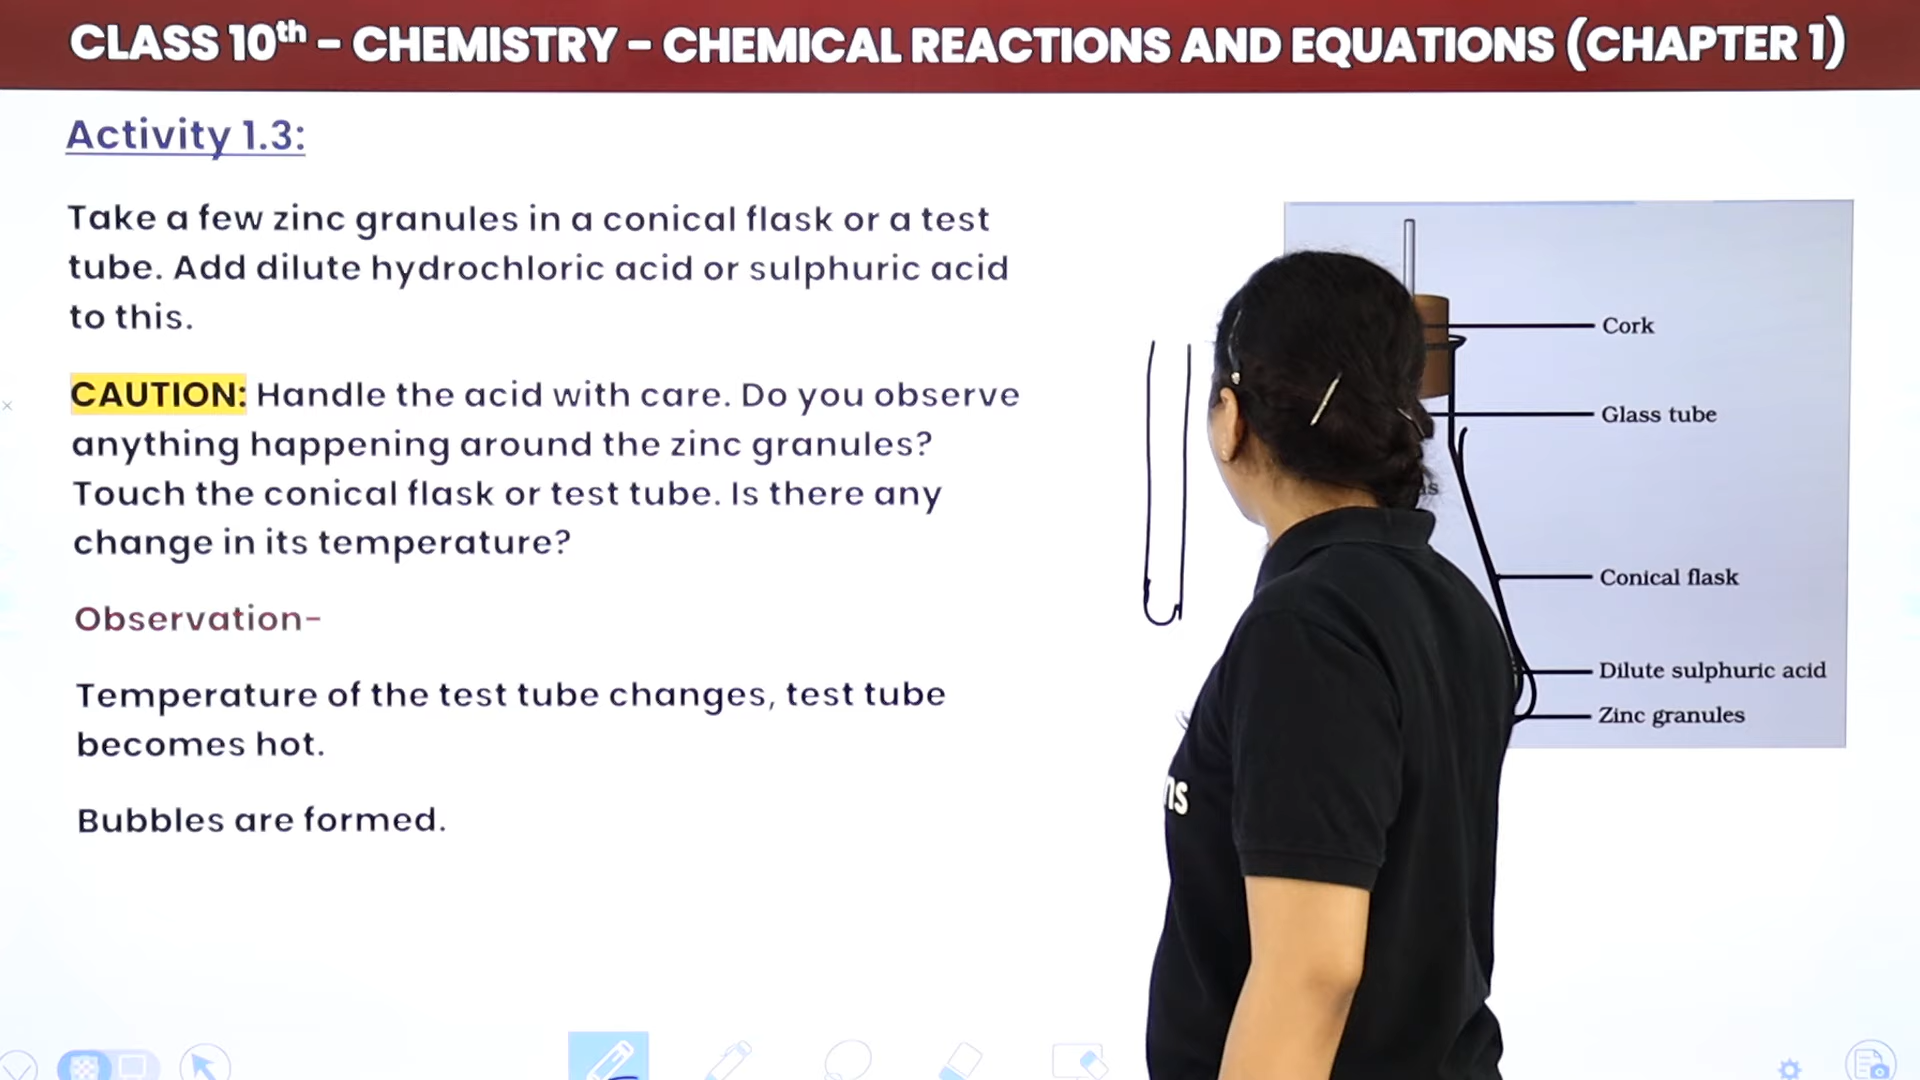 CLASS 10th - CHEMISTRY - CHEMICAL REACTIONS AND EQUATIONS (CHAPTER 1)
Activity 1.3:
Take a few zinc granules in a conical flask or a test
tube. Add dilute hydrochloric acid or sulphuric acid
to this.
CAUTION: Handle the acid with care. Do you observe
anything happening around the zinc granules?
Touch the conical flask or test tube. Is there any
change in its temperature?
Observation-
Temperature of the test tube changes, test tube
becomes hot.
Bubbles are formed.
Cork
Glass tube
Conical flask
Dilute sulphuric acid
Zinc granules